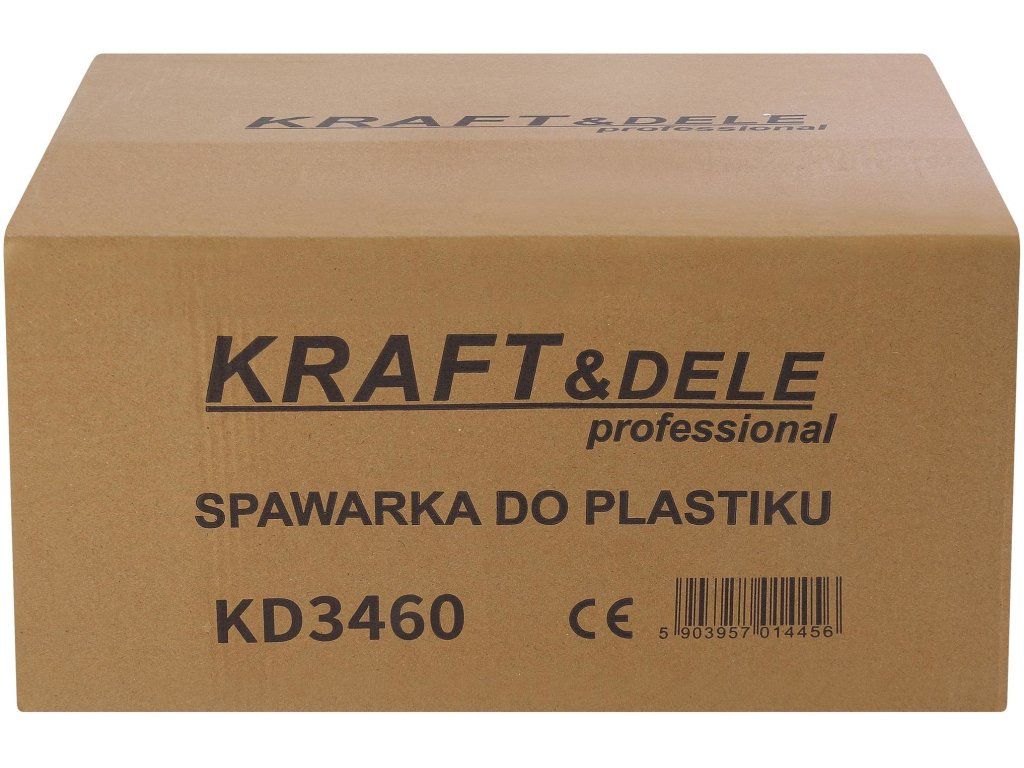 KRAFT&DELE
professional
KRAFT&DELE
professional
SPAWARKA DO PLASTIKU
KD3460
CE
5 903957 014456